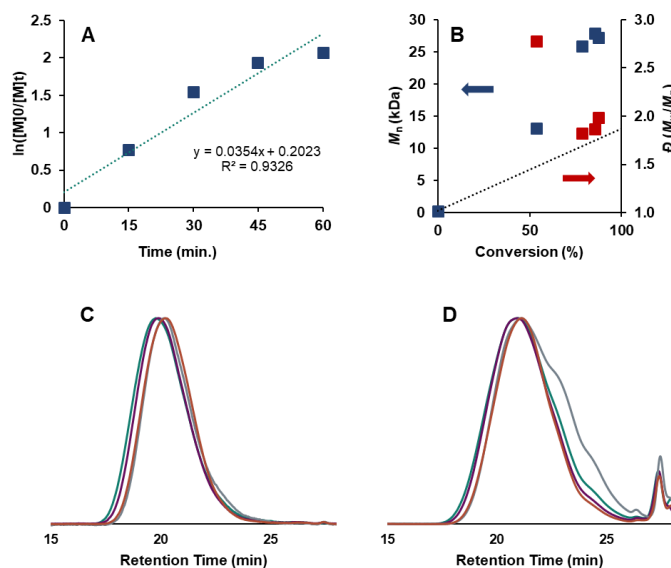 A
2.5
2
1.5
1
0.5
0
ln([M]0/[M]t)
y = 0.0354x + 0.2023
R² = 0.9326
0 15 30 45 60
Time (min.)
B
35
30
25
20
15
10
5
0
Mn (kDa)
3.0
2.5
2.0
1.5
1.0
0 50 100
Conversion (%)
C
15 20 25
Retention Time (min)
D
15 20 25
Retention Time (min)